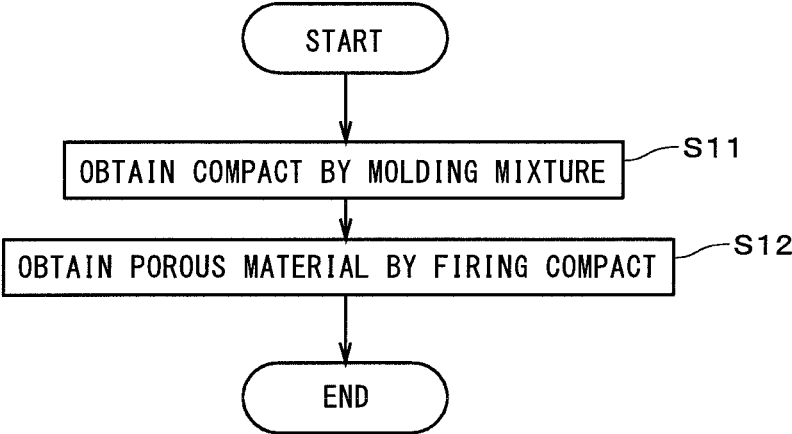 START
OBTAIN COMPACT BY MOLDING MIXTURE
S11
OBTAIN POROUS MATERIAL BY FIRING COMPACT
S12
END